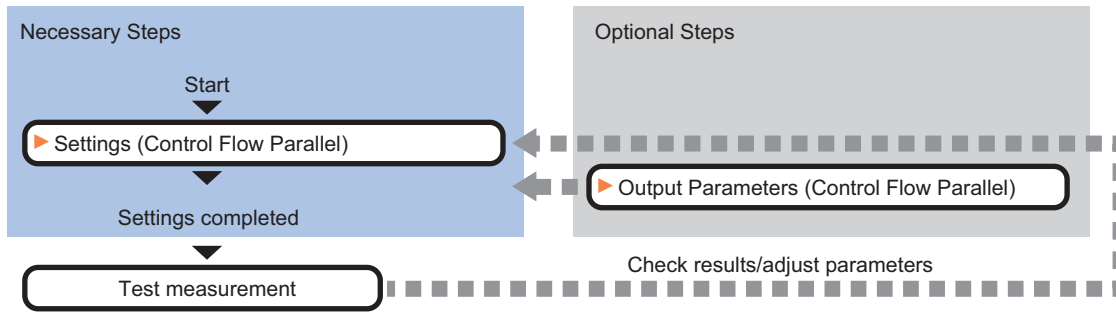 Necessary Steps
Start
Settings (Control Flow Parallel)
Settings completed
Test measurement
Optional Steps
Output Parameters (Control Flow Parallel)
Check results/adjust parameters